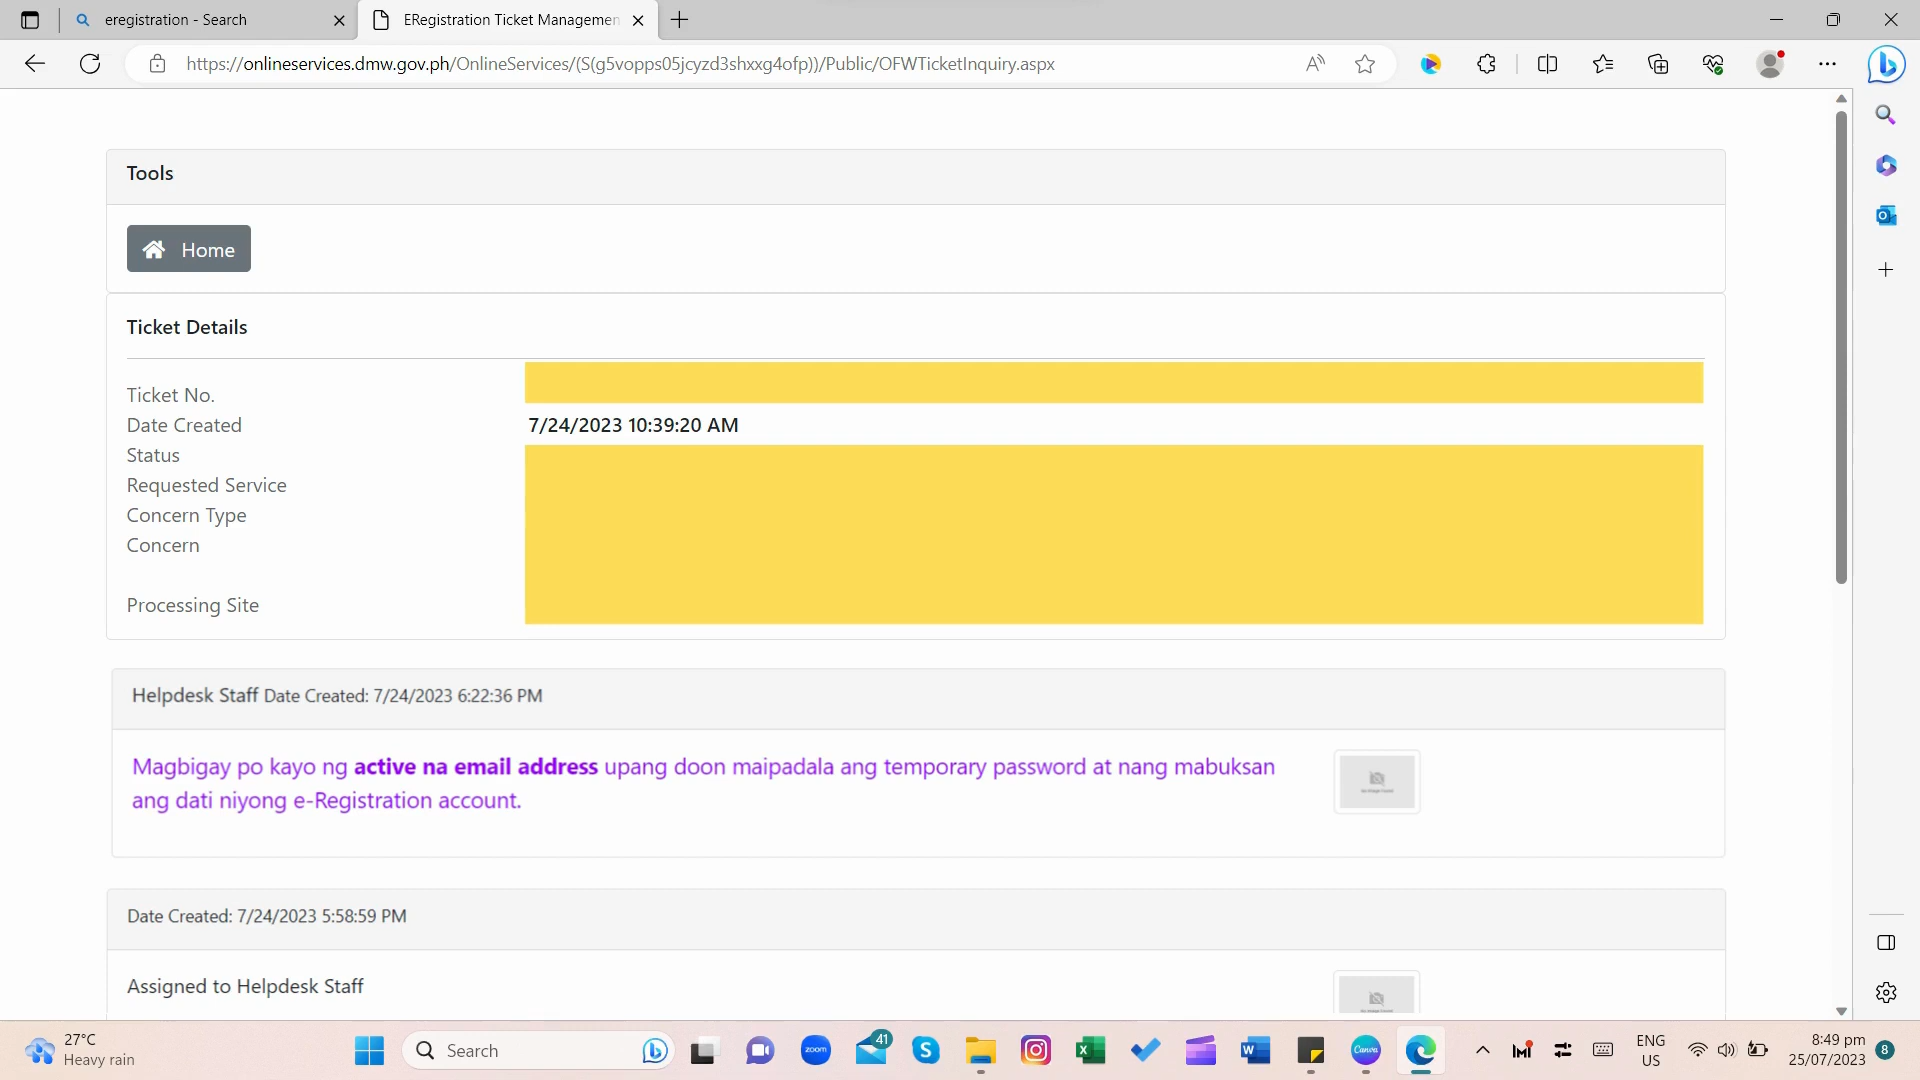 eregistration - Search
ERegistration Ticket Managemen
https://onlineservices.dmw.gov.ph/OnlineServices/(S(g5vopps05jcyzd3shxxg4ofp))/Public/OFWTicketInquiry.aspx
Tools
Home
Ticket Details
Ticket No.
Date Created 7/24/2023 10:39:20 AM
Status
Requested Service
Concern Type
Concern
Processing Site
Helpdesk Staff Date Created: 7/24/2023 6:22:36 PM
Magbigay po kayo ng active na email address upang doon maipadala ang temporary password at nang mabuksan
ang dati niyong e-Registration account.
Date Created: 7/24/2023 5:58:59 PM
Assigned to Helpdesk Staff
27°C
Heavy rain
Search
zoom
41
Canva
ENG
US
8:49 pm
25/07/2023
8